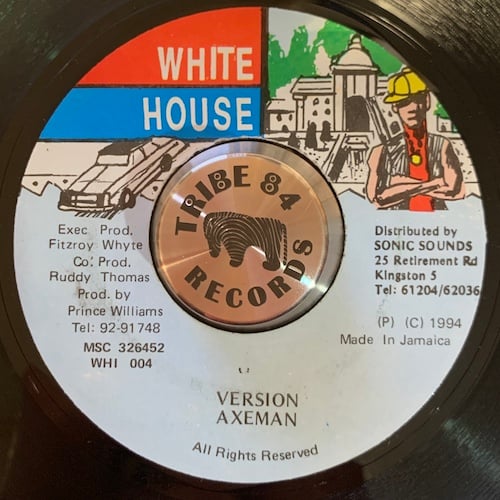 WHITE
HOUSE
TRIBE 84
RECORDS
Exec Prod.
Fitzroy Whyte
Co. Prod.
Ruddy Thomas
Prod. by
Prince Williams
Tel: 92-91748
MSC 326452
WHI 004
Distributed by
SONIC SOUNDS
25 Retirement Rd
Kingston 5
Tel: 61204/62036
(P) (C) 1994
Made In Jamaica
VERSION
AXEMAN
All Rights Reserved